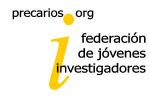 precarios.org
federación
de jóvenes
investigadores